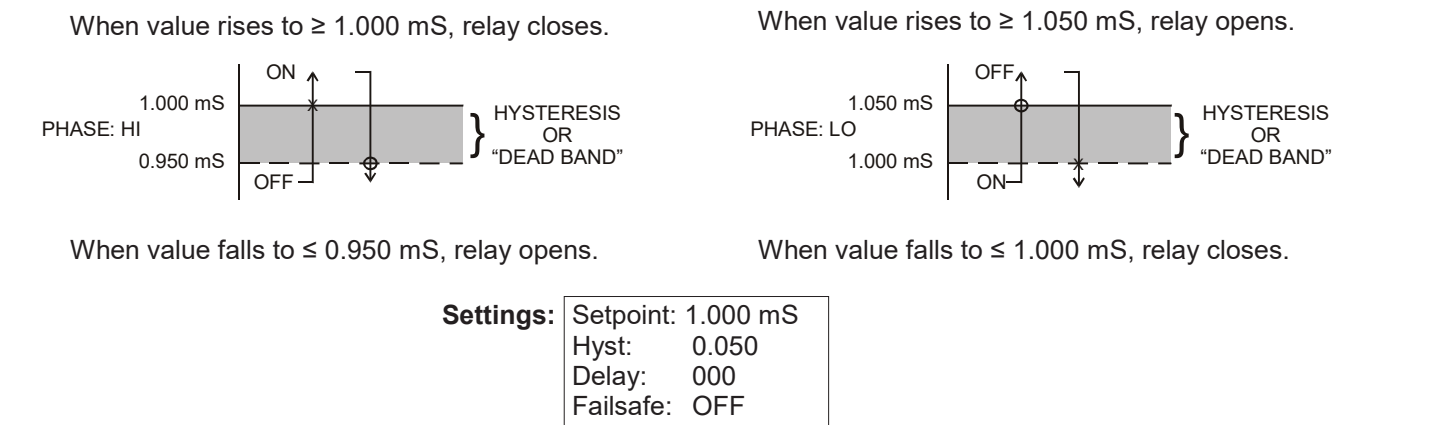 When value rises to ≥ 1.000 mS, relay closes.
ON
1.000 mS
PHASE: HI
0.950 mS
OFF
HYSTERESIS
OR
“DEAD BAND”
When value falls to ≤ 0.950 mS, relay opens.
When value rises to ≥ 1.050 mS, relay opens.
OFF
1.050 mS
PHASE: LO
1.000 mS
ON
HYSTERESIS
OR
“DEAD BAND”
When value falls to ≤ 1.000 mS, relay closes.
Settings:
Setpoint: 1.000 mS
Hyst: 0.050
Delay: 000
Failsafe: OFF